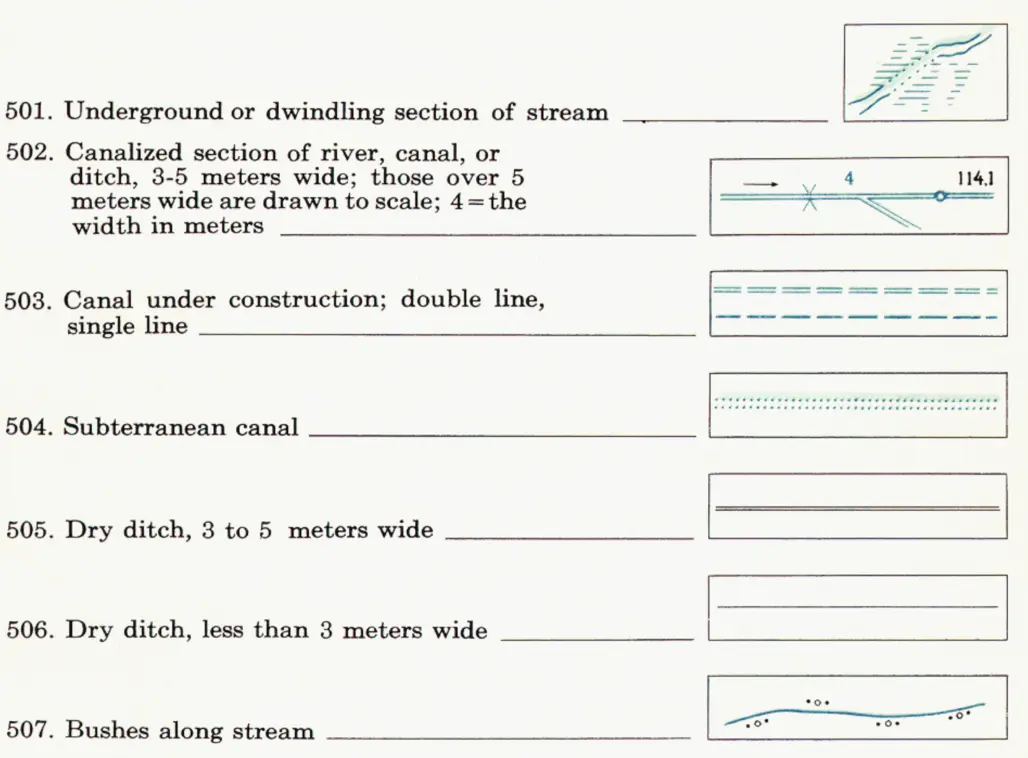 501. Underground or dwindling section of stream
502. Canalized section of river, canal, or
ditch, 3-5 meters wide; those over 5
meters wide are drawn to scale; 4=the
width in meters
4
114.1
503. Canal under construction; double line,
single line
504. Subterranean canal
505. Dry ditch, 3 to 5 meters wide
506. Dry ditch, less than 3 meters wide
507. Bushes along stream